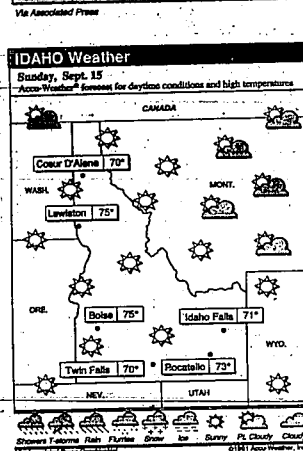 Via Associated Press
IDAHO Weather
Sunday, Sept. 15
Accu-Weather® forecast for daytime conditions and high temperatures
CANADA
Coeur D'Alene 70°
WASH.
MONT.
Lewiston 75°
ORE.
Boise 75°
Idaho Falls 71°
WYO.
Twin Falls 70°
Pocatello 73°
NEV.
UTAH
Showers T-storms Rain Flurries Snow Ice Sunny Pt. Cloudy Cloudy
©1991 Accu-Weather, In